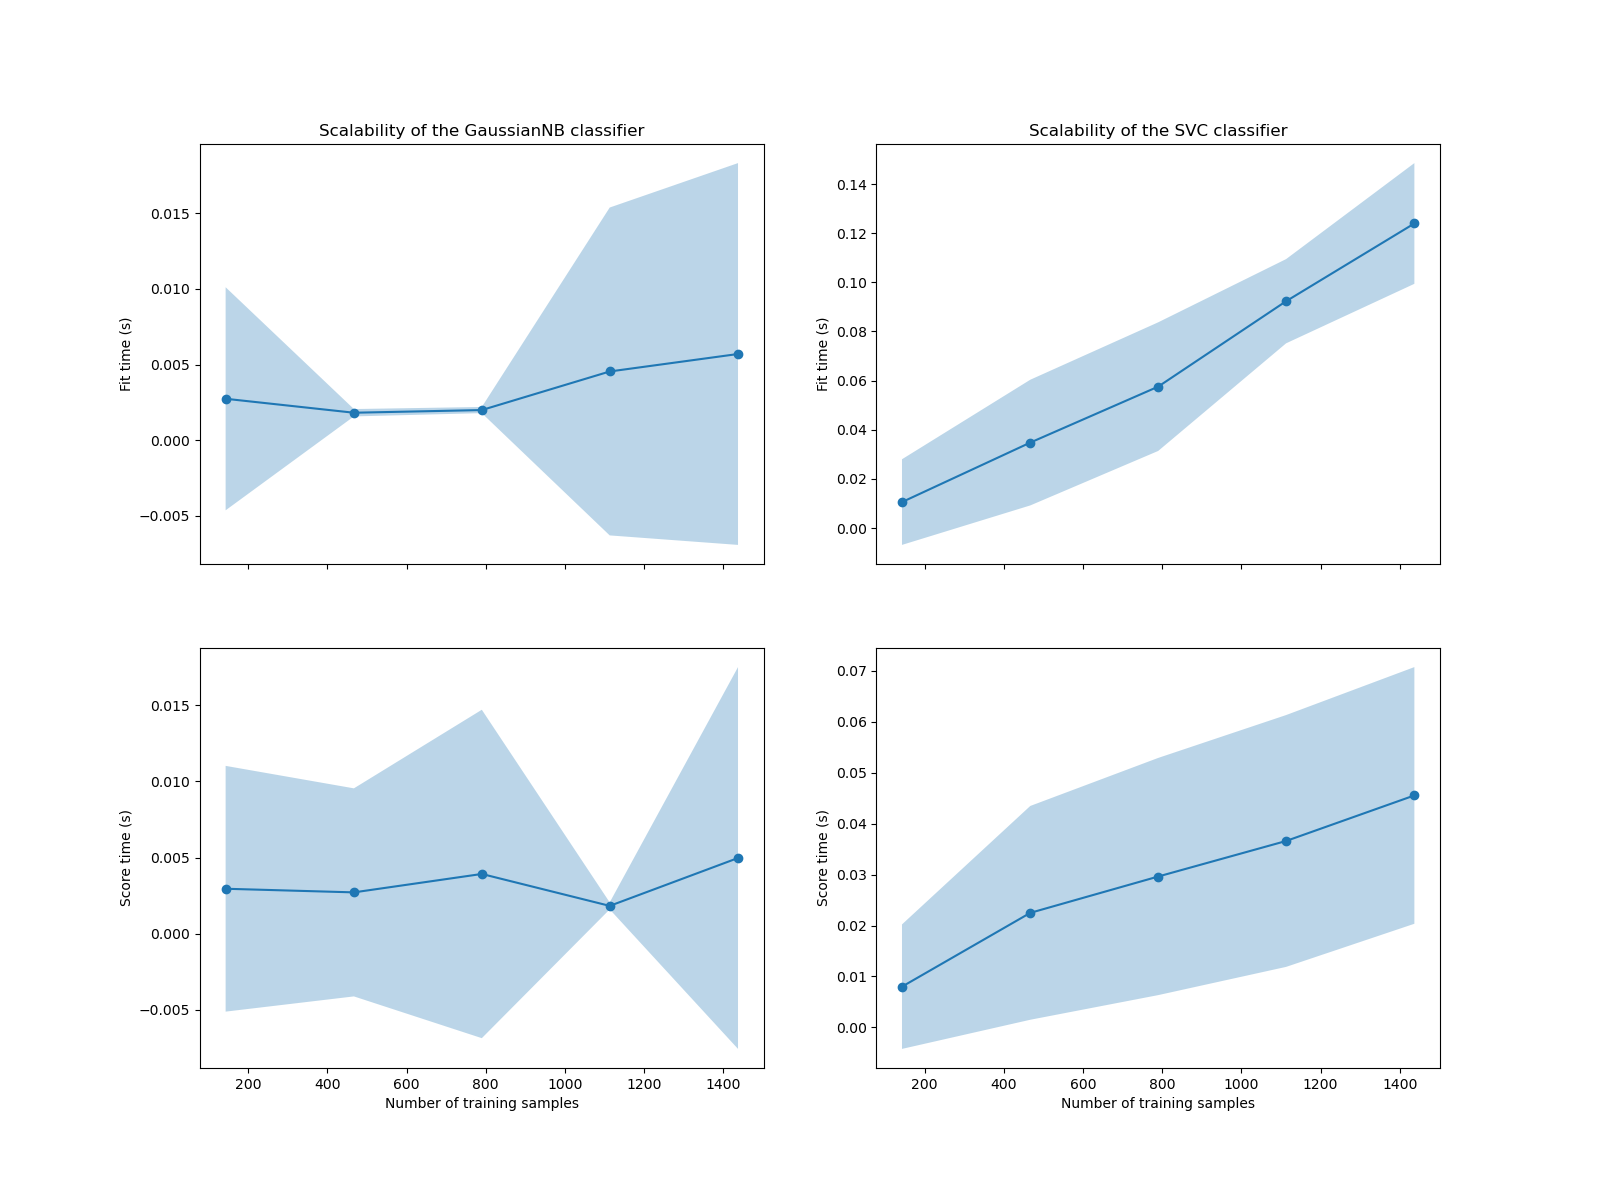 Scalability of the GaussianNB classifier
Fit time (s)
0.015
0.010
0.005
0.000
−0.005
Scalability of the SVC classifier
Fit time (s)
0.14
0.12
0.10
0.08
0.06
0.04
0.02
0.00
Score time (s)
0.015
0.010
0.005
0.000
−0.005
200 400 600 800 1000 1200 1400
Number of training samples
Score time (s)
0.07
0.06
0.05
0.04
0.03
0.02
0.01
0.00
200 400 600 800 1000 1200 1400
Number of training samples